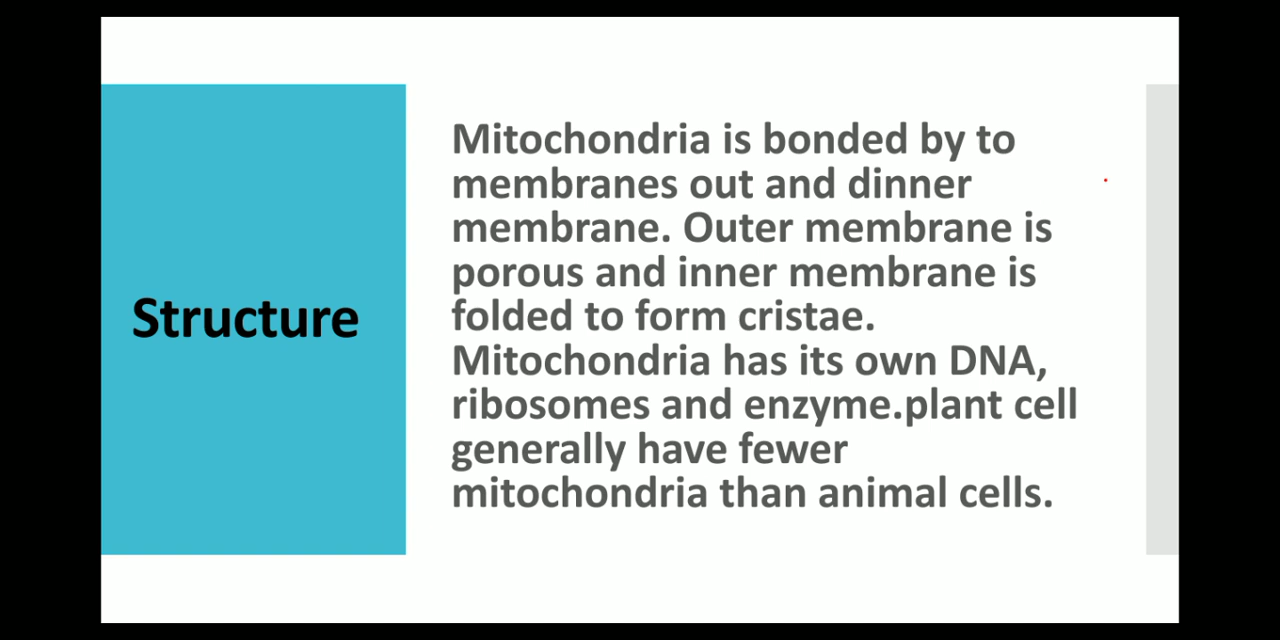 Structure
Mitochondria is bonded by to
membranes out and dinner
membrane. Outer membrane is
porous and inner membrane is
folded to form cristae.
Mitochondria has its own DNA,
ribosomes and enzyme.plant cell
generally have fewer
mitochondria than animal cells.